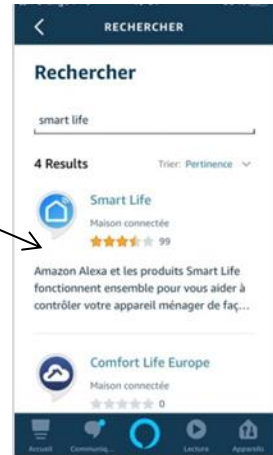 RECHERCHER
Rechercher
smart life
4 Results Trier: Pertinence
Smart Life
Maison connectée
99
Amazon Alexa et les produits Smart Life
fonctionnent ensemble pour vous aider à
contrôler votre appareil ménager de faç...
Comfort Life Europe
Maison connectée
0
Accueil Communiq... Lecture Appareils